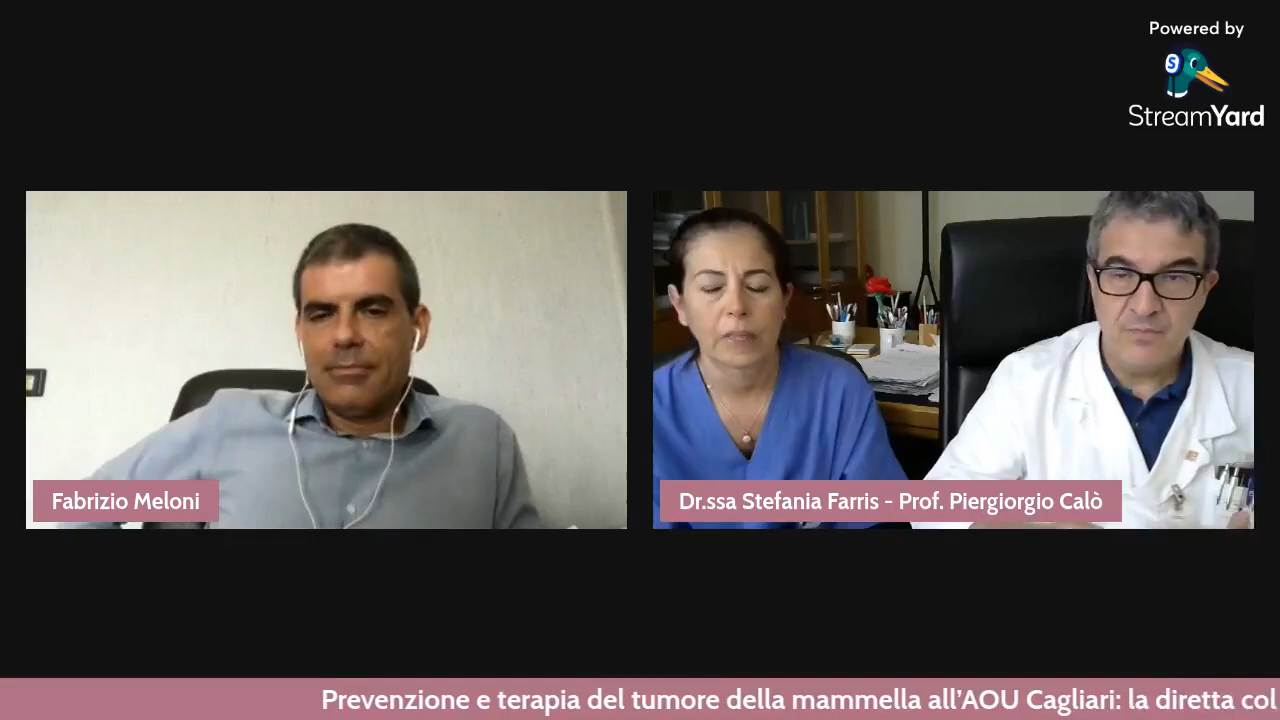 Powered by
S
StreamYard
Fabrizio Meloni
Dr.ssa Stefania Farris - Prof. Piergiorgio Calò
Prevenzione e terapia del tumore della mammella all’AOU Cagliari: la diretta col